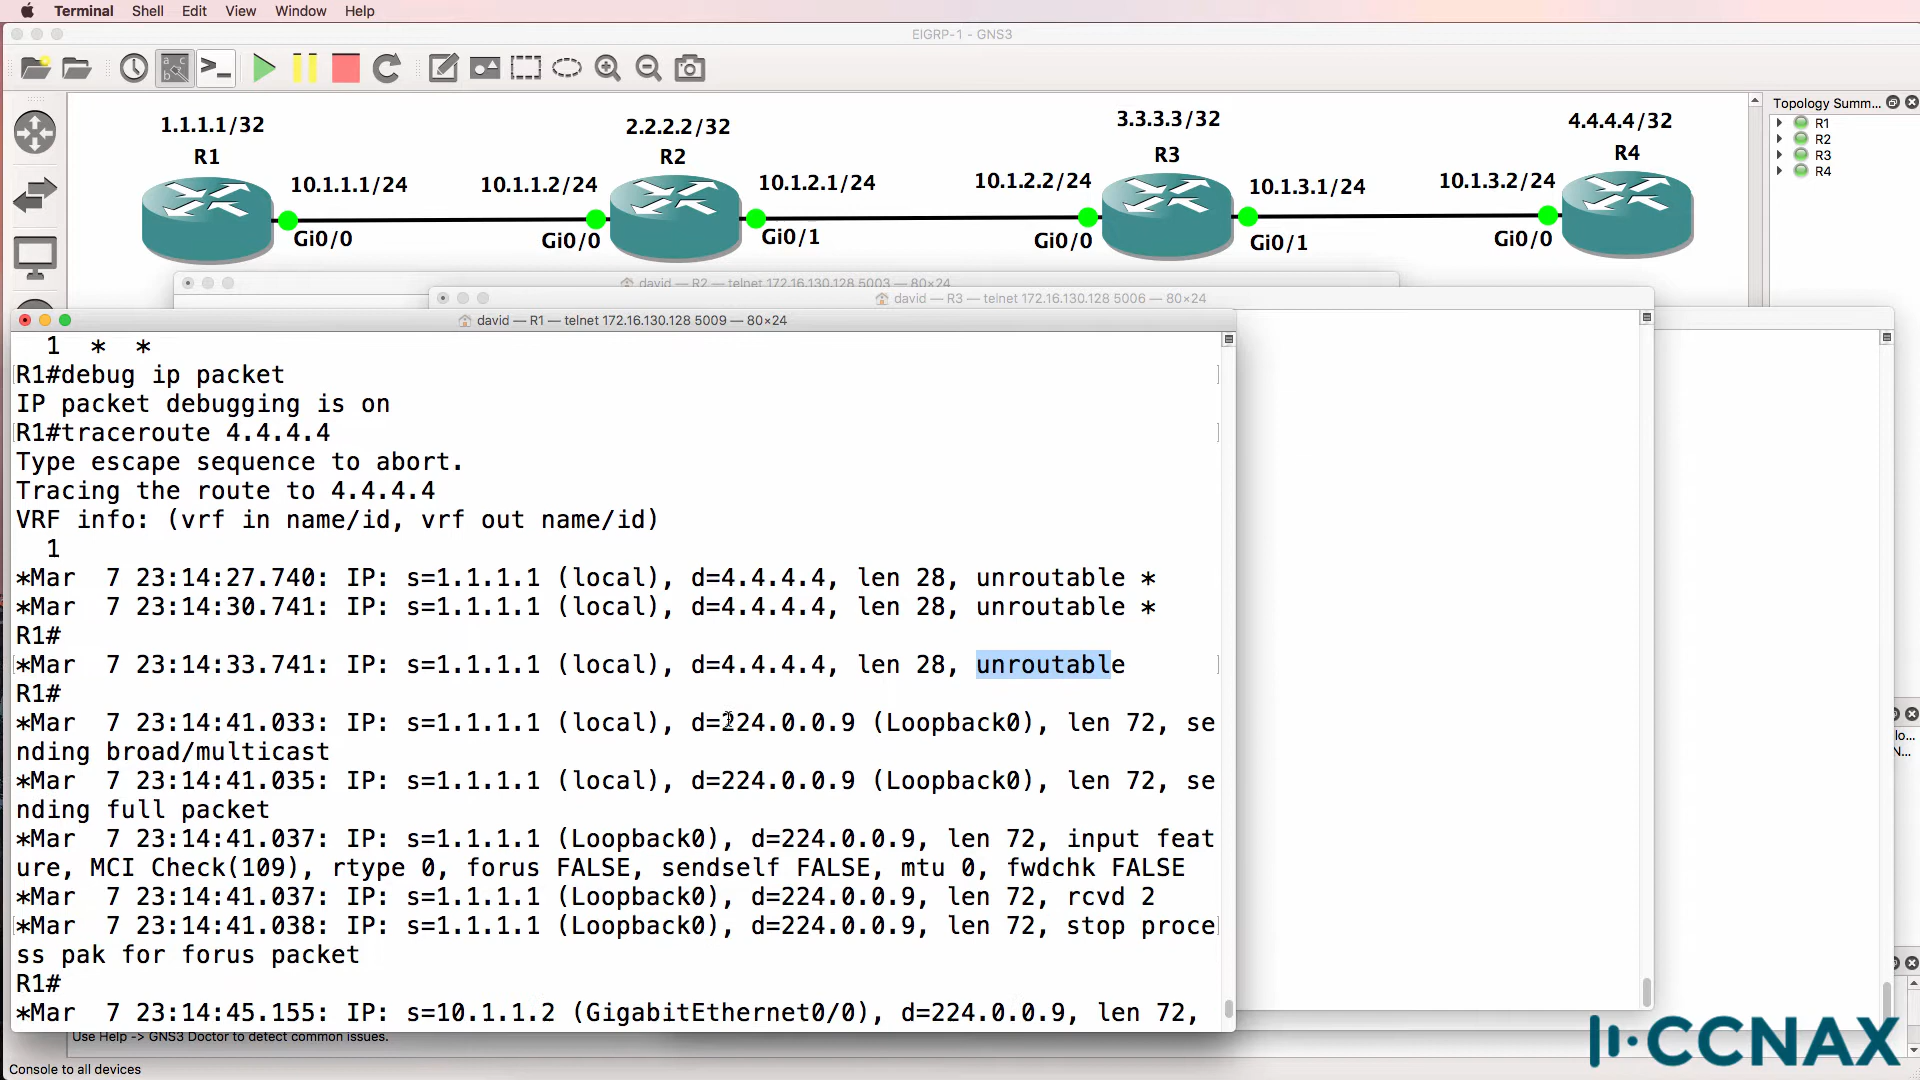 Terminal Shell Edit View Window Help
EIGRP-1 - GNS3
1.1.1.1/32
2.2.2.2/32
3.3.3.3/32
4.4.4.4/32
R1
R2
R3
R4
10.1.1.1/24
10.1.1.2/24
10.1.2.1/24
10.1.2.2/24
10.1.3.1/24
10.1.3.2/24
Gi0/0
Gi0/0
Gi0/1
Gi0/0
Gi0/1
Gi0/0
Topology Summ...
R1
R2
R3
R4
david — R2 — telnet 172.16.130.128 5003 — 80×24
david — R3 — telnet 172.16.130.128 5006 — 80×24
david — R1 — telnet 172.16.130.128 5009 — 80×24
1 * *
R1#debug ip packet
IP packet debugging is on
R1#traceroute 4.4.4.4
Type escape sequence to abort.
Tracing the route to 4.4.4.4
VRF info: (vrf in name/id, vrf out name/id)
1
*Mar 7 23:14:27.740: IP: s=1.1.1.1 (local), d=4.4.4.4, len 28, unroutable *
*Mar 7 23:14:30.741: IP: s=1.1.1.1 (local), d=4.4.4.4, len 28, unroutable *
R1#
*Mar 7 23:14:33.741: IP: s=1.1.1.1 (local), d=4.4.4.4, len 28, unroutable
R1#
*Mar 7 23:14:41.033: IP: s=1.1.1.1 (local), d=224.0.0.9 (Loopback0), len 72, se
nding broad/multicast
*Mar 7 23:14:41.035: IP: s=1.1.1.1 (local), d=224.0.0.9 (Loopback0), len 72, se
nding full packet
*Mar 7 23:14:41.037: IP: s=1.1.1.1 (Loopback0), d=224.0.0.9, len 72, input feat
ure, MCI Check(109), rtype 0, forus FALSE, sendself FALSE, mtu 0, fwdchk FALSE
*Mar 7 23:14:41.037: IP: s=1.1.1.1 (Loopback0), d=224.0.0.9, len 72, rcvd 2
*Mar 7 23:14:41.038: IP: s=1.1.1.1 (Loopback0), d=224.0.0.9, len 72, stop proce
ss pak for forus packet
R1#
*Mar 7 23:14:45.155: IP: s=10.1.1.2 (GigabitEthernet0/0), d=224.0.0.9, len 72,
lo...
N...
Use Help -> GNS3 Doctor to detect common issues.
Console to all devices
CCNAX